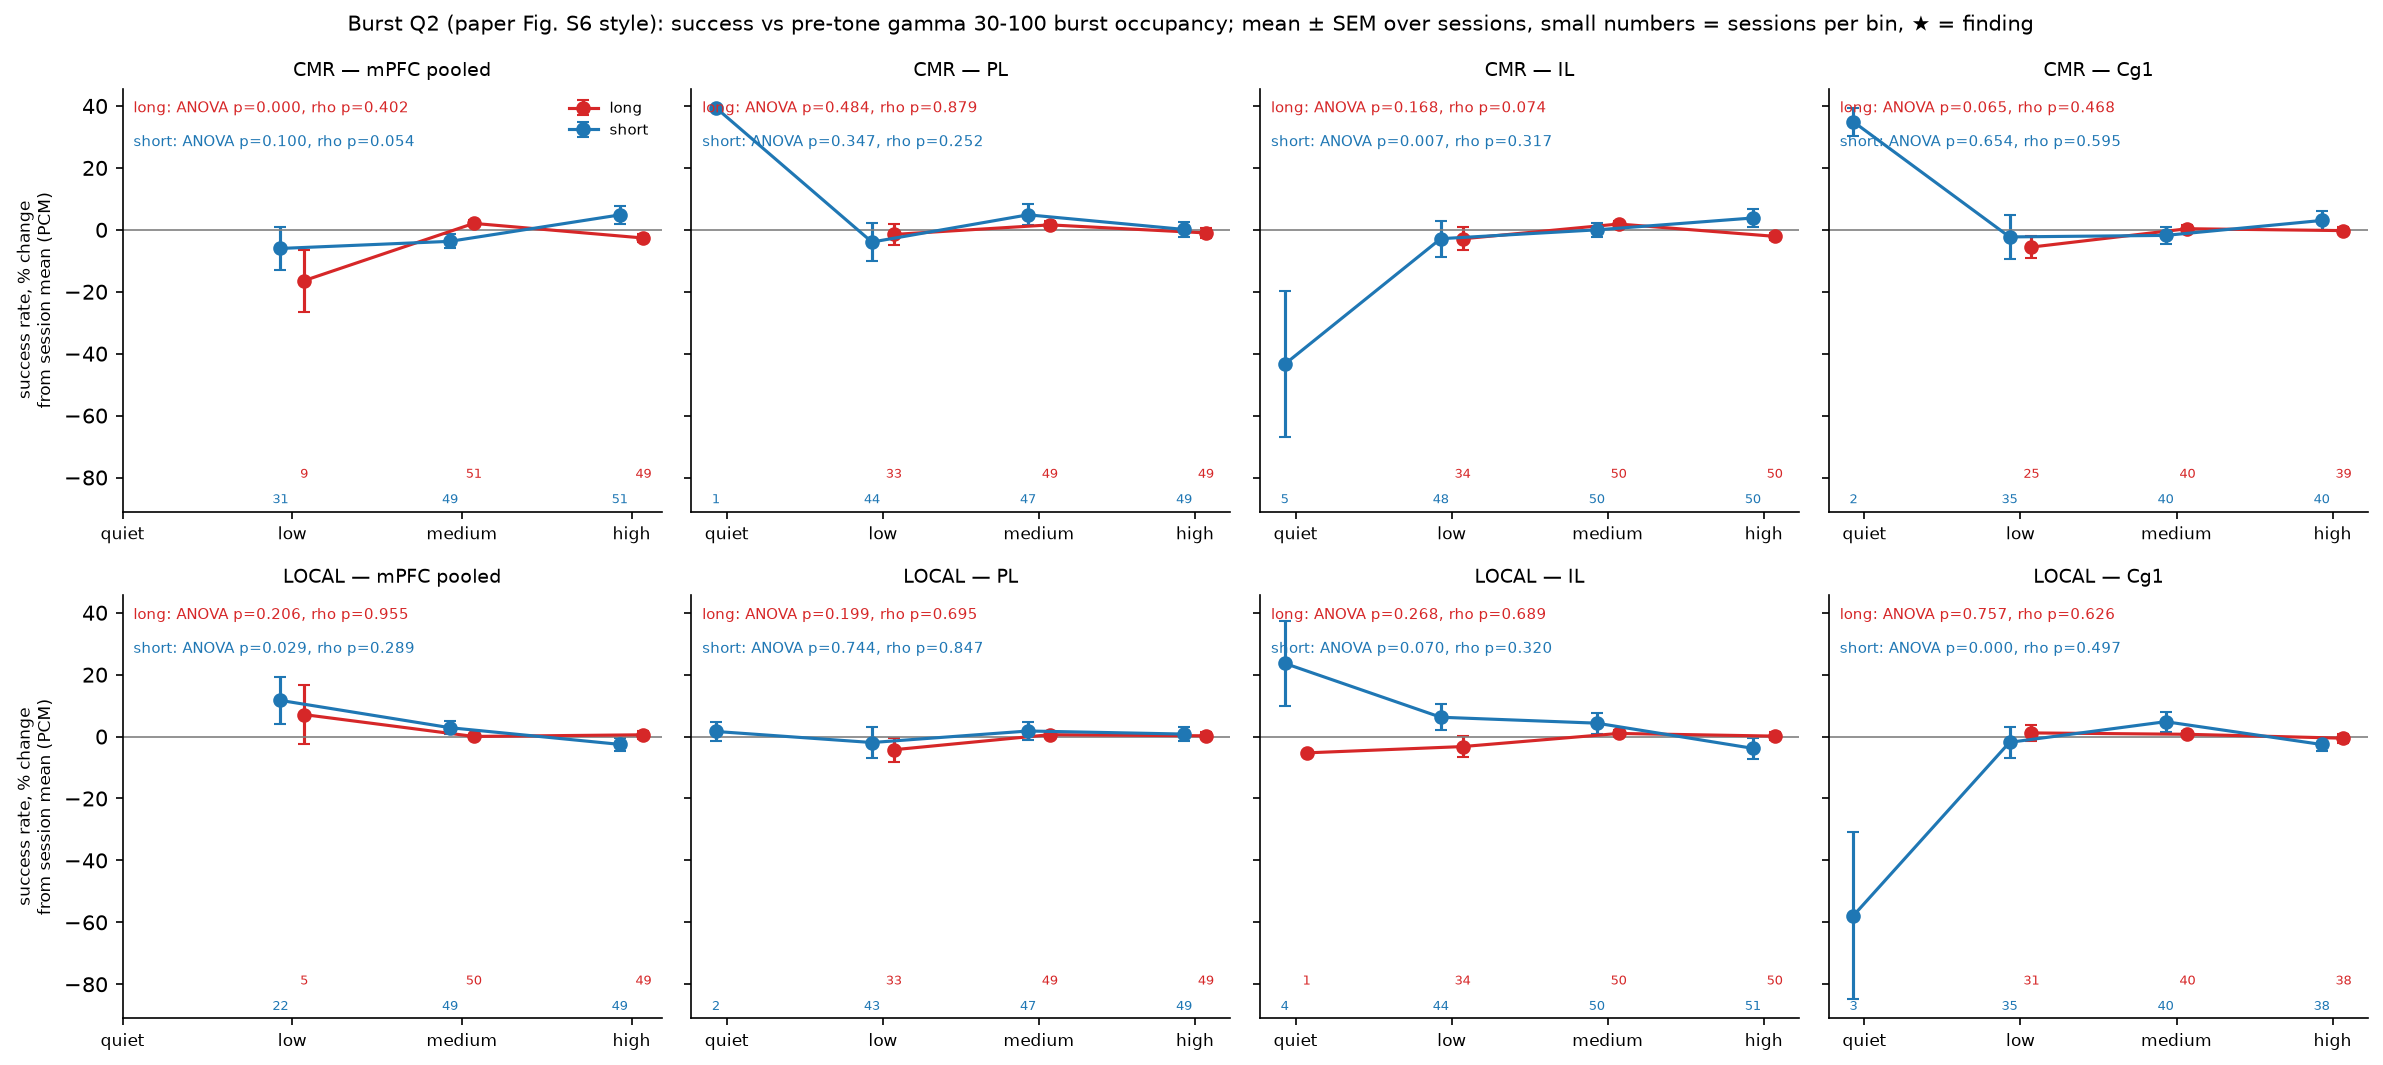 Burst Q2 (paper Fig. S6 style): success vs pre-tone gamma 30-100 burst occupancy; mean ± SEM over sessions, small numbers = sessions per bin, ★ = finding
CMR — mPFC pooled
CMR — PL
CMR — IL
CMR — Cg1
long: ANOVA p=0.000, rho p=0.402
short: ANOVA p=0.100, rho p=0.054
long
short
long: ANOVA p=0.484, rho p=0.879
short: ANOVA p=0.347, rho p=0.252
long: ANOVA p=0.168, rho p=0.074
short: ANOVA p=0.007, rho p=0.317
long: ANOVA p=0.065, rho p=0.468
short: ANOVA p=0.654, rho p=0.595
success rate, % change
from session mean (PCM)
40
20
0
−20
−40
−60
−80
9 51 49
31 49 51
33 49 49
1 44 47 49
34 50 50
5 48 50 50
25 40 39
2 35 40 40
quiet low medium high
quiet low medium high
quiet low medium high
quiet low medium high
LOCAL — mPFC pooled
LOCAL — PL
LOCAL — IL
LOCAL — Cg1
long: ANOVA p=0.206, rho p=0.955
short: ANOVA p=0.029, rho p=0.289
long: ANOVA p=0.199, rho p=0.695
short: ANOVA p=0.744, rho p=0.847
long: ANOVA p=0.268, rho p=0.689
short: ANOVA p=0.070, rho p=0.320
long: ANOVA p=0.757, rho p=0.626
short: ANOVA p=0.000, rho p=0.497
success rate, % change
from session mean (PCM)
40
20
0
−20
−40
−60
−80
5 50 49
22 49 49
33 49 49
2 43 47 49
1 34 50 50
4 44 50 51
31 40 38
3 35 40 38
quiet low medium high
quiet low medium high
quiet low medium high
quiet low medium high